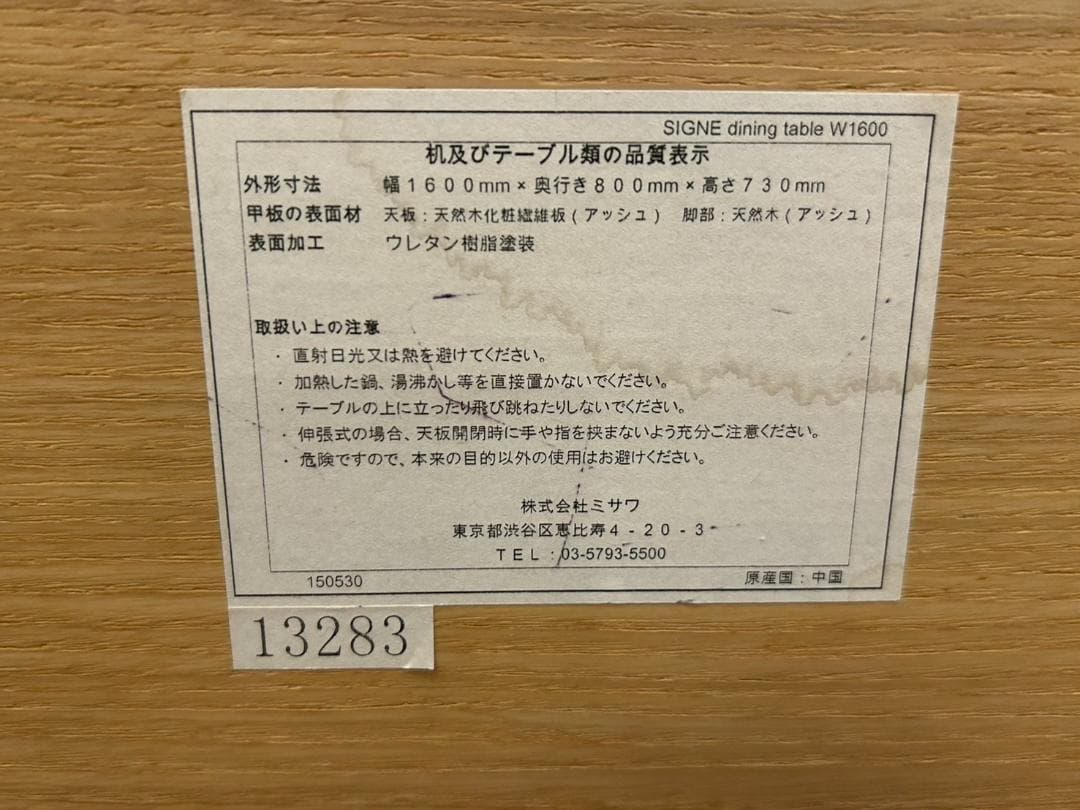 SIGNE dining table W1600
机及びテーブル類の品質表示
外形寸法 幅１６００mm × 奥行き８００mm × 高さ７３０mm
甲板の表面材 天板：天然木化粧繊維板（アッシュ） 脚部：天然木（アッシュ）
表面加工 ウレタン樹脂塗装
取扱い上の注意
・ 直射日光又は熱を避けてください。
・ 加熱した鍋、湯沸かし等を直接置かないでください。
・ テーブルの上に立ったり飛び跳ねたりしないでください。
・ 伸張式の場合、天板開閉時に手や指を挟まないよう充分ご注意ください。
・ 危険ですので、本来の目的以外の使用はお避けください。
株式会社ミサワ
東京都渋谷区恵比寿４－２０－３
ＴＥＬ：03-5793-5500
150530 原産国：中国
13283